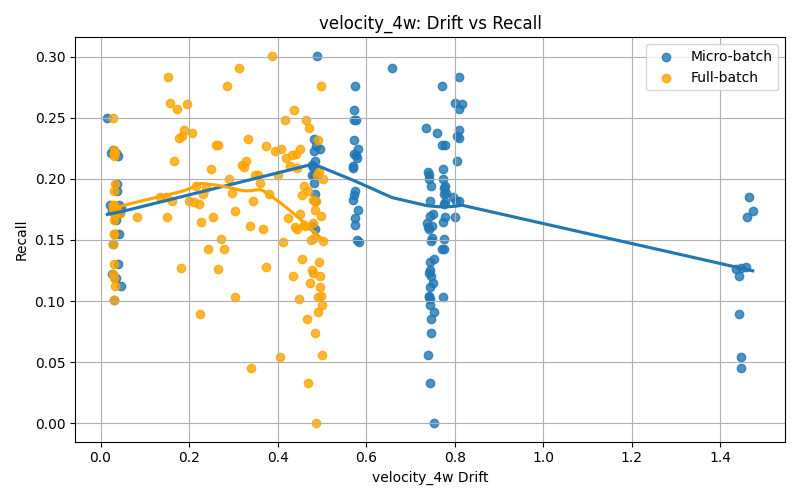 velocity_4w: Drift vs Recall
Micro-batch
Full-batch
Recall
0.30
0.25
0.20
0.15
0.10
0.05
0.00
0.0 0.2 0.4 0.6 0.8 1.0 1.2 1.4
velocity_4w Drift